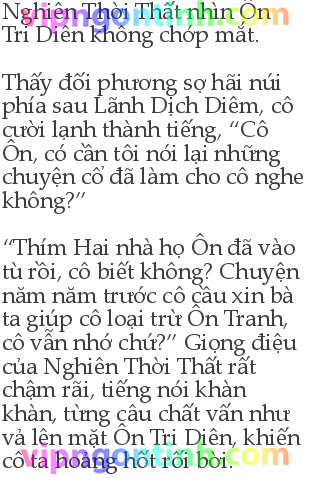 Nghiên Thời Thất nhìn Ôn
vipngontinh.com
Trị Diên không chớp mắt.
Thấy đối phương sợ hãi núi
phía sau Lãnh Dịch Diêm, cô
cười lạnh thành tiếng, “Cô
Ôn, có cần tôi nói lại những
chuyện cổ đã làm cho cô nghe
không?”
“Thím Hai nhà họ Ôn đã vào
tù rồi, cô biết không? Chuyện
năm năm trước cô cầu xin bà
ta giúp cô loại trừ Ôn Tranh,
cô vẫn nhớ chứ?” Giọng điệu
của Nghiên Thời Thất rất
chậm rãi, tiếng nói khàn
khàn, từng câu chất vấn như
vả lên mặt Ôn Trị Diên, khiến
cô ta hoảng hốt rối bời.
vipngontinh.com